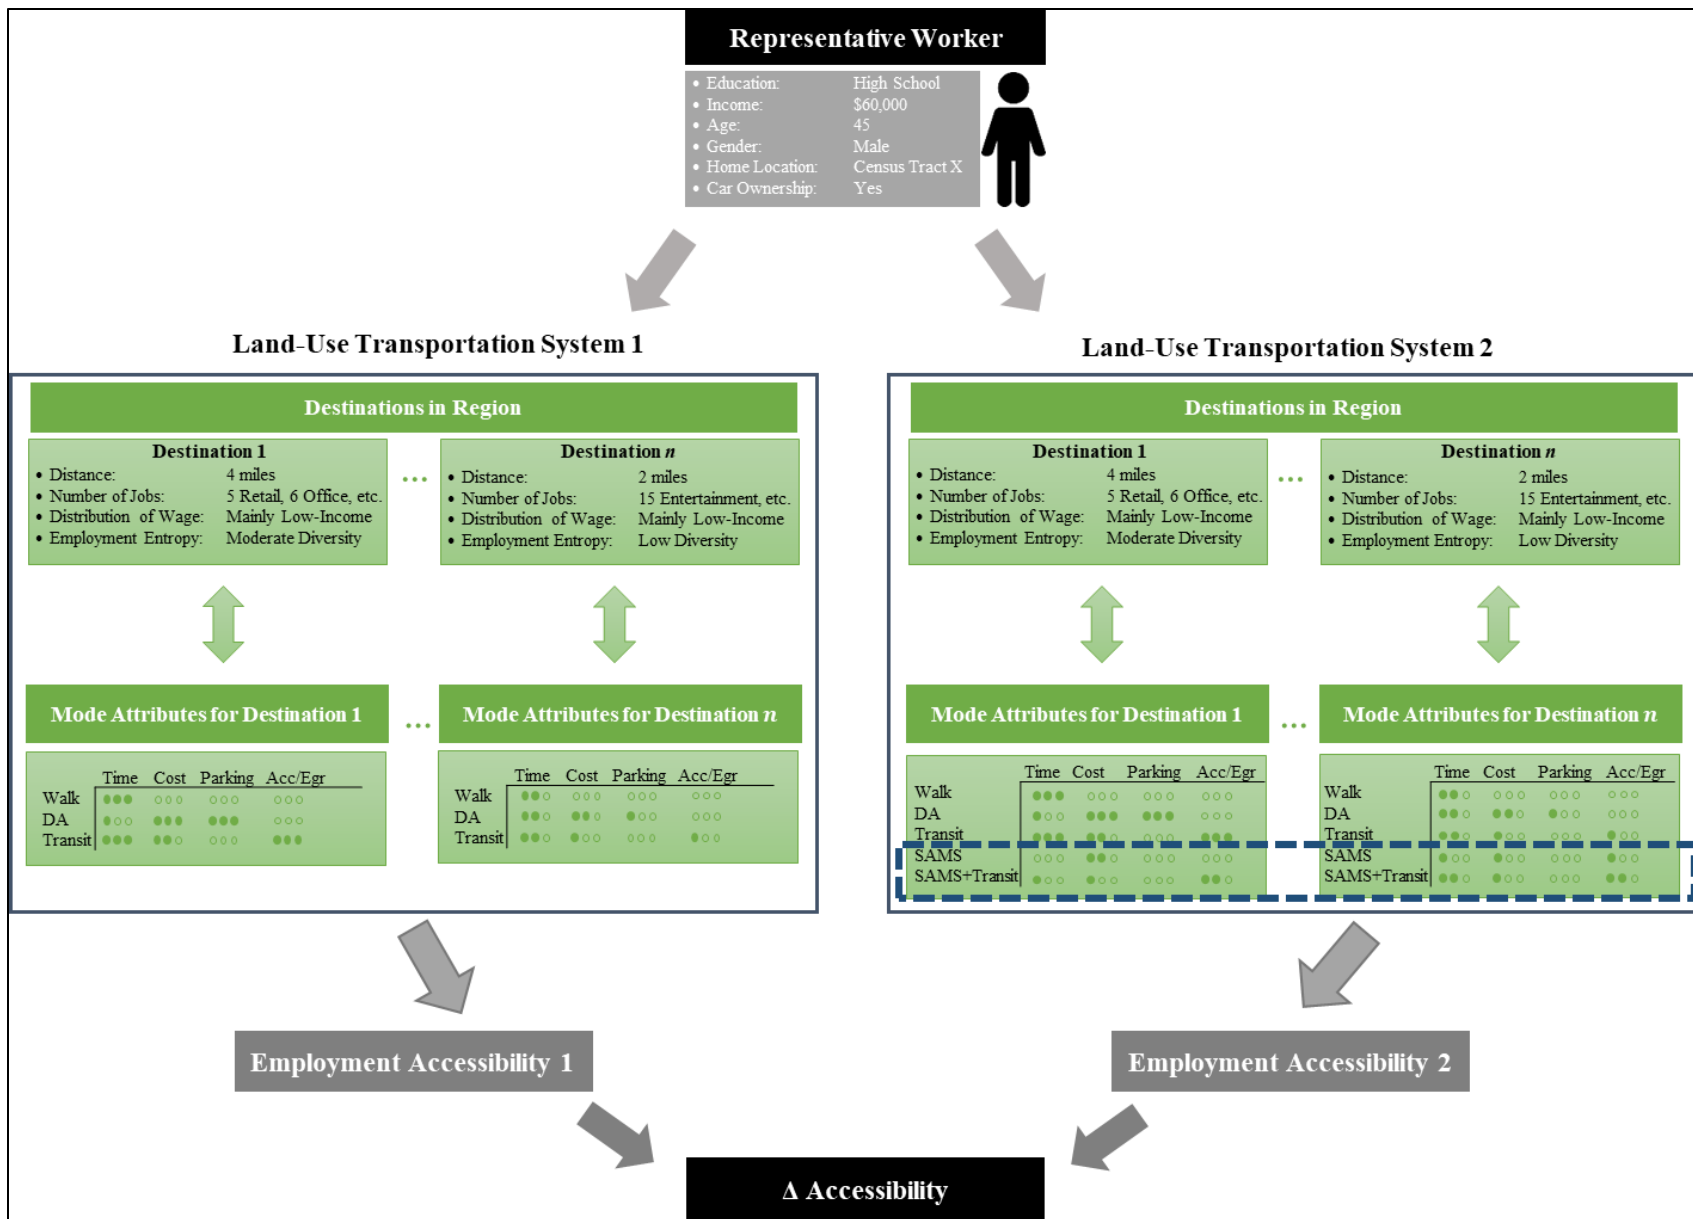 Representative Worker
• Education: High School
• Income: $60,000
• Age: 45
• Gender: Male
• Home Location: Census Tract X
• Car Ownership: Yes
Land-Use Transportation System 1
Destinations in Region
Destination 1
• Distance: 4 miles
• Number of Jobs: 5 Retail, 6 Office, etc.
• Distribution of Wage: Mainly Low-Income
• Employment Entropy: Moderate Diversity
...
Destination n
• Distance: 2 miles
• Number of Jobs: 15 Entertainment, etc.
• Distribution of Wage: Mainly Low-Income
• Employment Entropy: Low Diversity
Mode Attributes for Destination 1
...
Mode Attributes for Destination n
Time Cost Parking Acc/Egr
Walk
DA
Transit
Time Cost Parking Acc/Egr
Walk
DA
Transit
Employment Accessibility 1
Land-Use Transportation System 2
Destinations in Region
Destination 1
• Distance: 4 miles
• Number of Jobs: 5 Retail, 6 Office, etc.
• Distribution of Wage: Mainly Low-Income
• Employment Entropy: Moderate Diversity
...
Destination n
• Distance: 2 miles
• Number of Jobs: 15 Entertainment, etc.
• Distribution of Wage: Mainly Low-Income
• Employment Entropy: Low Diversity
Mode Attributes for Destination 1
...
Mode Attributes for Destination n
Time Cost Parking Acc/Egr
Walk
DA
Transit
SAMS
SAMS+Transit
Time Cost Parking Acc/Egr
Walk
DA
Transit
SAMS
SAMS+Transit
Employment Accessibility 2
Δ Accessibility